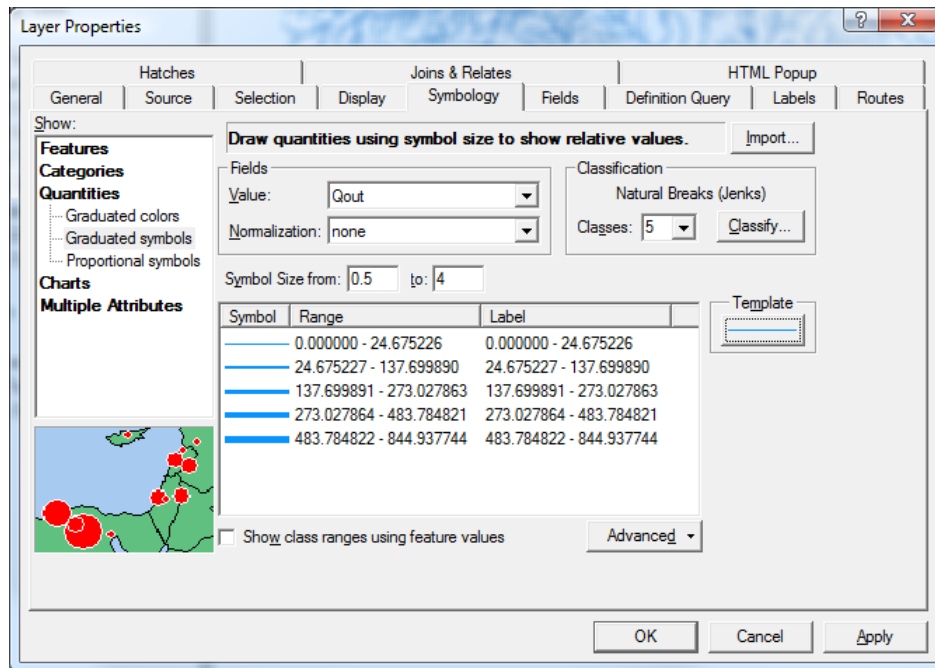 Layer Properties
?
X
Hatches Joins & Relates HTML Popup
General Source Selection Display Symbology Fields Definition Query Labels Routes
Show:
Features
Categories
Quantities
Graduated colors
Graduated symbols
Proportional symbols
Charts
Multiple Attributes
Draw quantities using symbol size to show relative values.
Import...
Fields
Value: Qout
Normalization: none
Classification
Natural Breaks (Jenks)
Classes: 5 Classify...
Symbol Size from: 0.5 to: 4
Symbol Range Label
0.000000 - 24.675226 0.000000 - 24.675226
24.675227 - 137.699890 24.675227 - 137.699890
137.699891 - 273.027863 137.699891 - 273.027863
273.027864 - 483.784821 273.027864 - 483.784821
483.784822 - 844.937744 483.784822 - 844.937744
Template
Show class ranges using feature values
Advanced
OK Cancel Apply